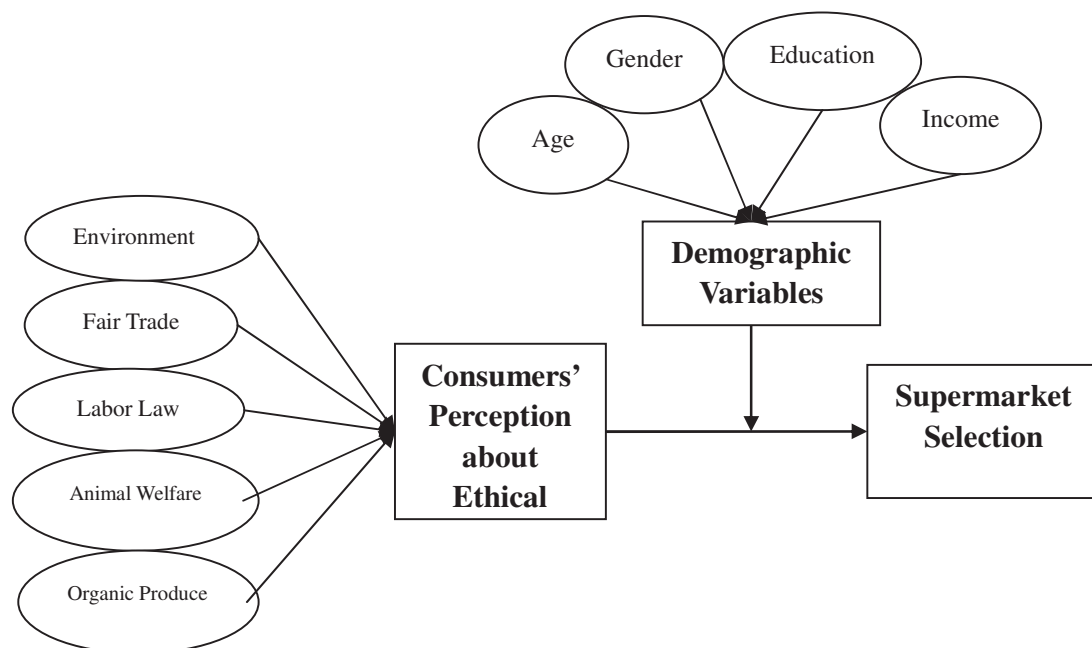 Gender
Education
Age
Income
Environment
Fair Trade
Labor Law
Animal Welfare
Organic Produce
Demographic
Variables
Consumers’
Perception
about
Ethical
Supermarket
Selection